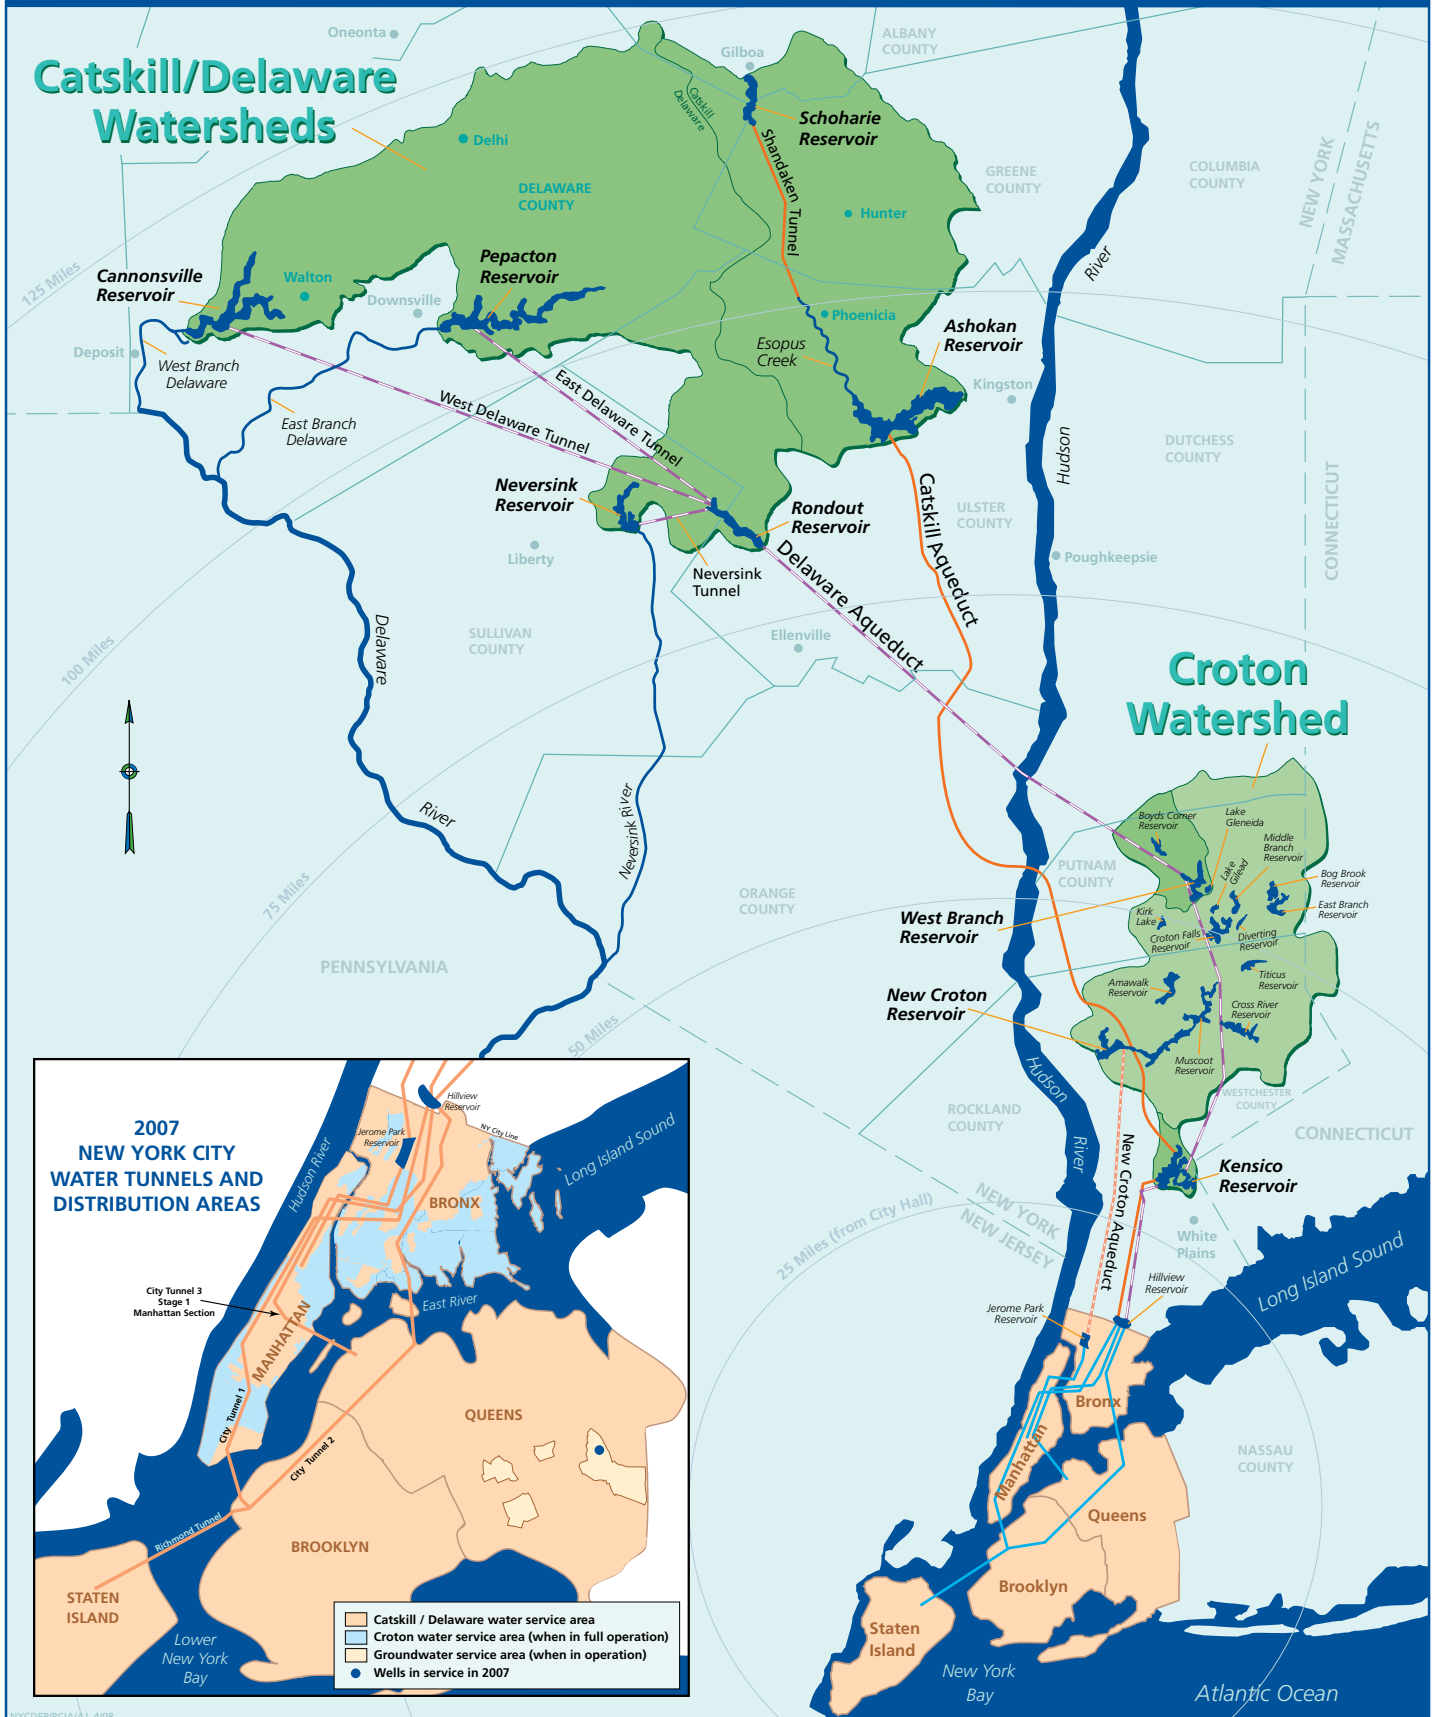 Oneonta
Gilboa
ALBANY
COUNTY
Catskill/Delaware
Watersheds
Catskill
Delaware
Schoharie
Reservoir
Delhi
DELAWARE
COUNTY
Shandaken Tunnel
Hunter
GREENE
COUNTY
COLUMBIA
COUNTY
NEW YORK
MASSACHUSETTS
125 Miles
Cannonsville
Reservoir
Walton
Pepacton
Reservoir
Downsville
River
Phoenicia
Ashokan
Reservoir
Esopus
Creek
Deposit
West Branch
Delaware
Kingston
East Branch
Delaware
West Delaware Tunnel
East Delaware Tunnel
Hudson
DUTCHESS
COUNTY
CONNECTICUT
Neversink
Reservoir
Rondout
Reservoir
Catskill Aqueduct
ULSTER
COUNTY
Liberty
Neversink
Tunnel
Delaware Aqueduct
Poughkeepsie
100 Miles
Delaware
SULLIVAN
COUNTY
Ellenville
Croton
Watershed
River
Neversink River
75 Miles
ORANGE
COUNTY
PENNSYLVANIA
50 Miles
PUTNAM
COUNTY
Boyds Corner
Reservoir
Lake
Gleneida
Middle
Branch
Reservoir
Lake
Gilead
Bog Brook
Reservoir
East Branch
Reservoir
West Branch
Reservoir
Kirk
Lake
Croton Falls
Reservoir
Diverting
Reservoir
Titicus
Reservoir
Amawalk
Reservoir
Cross River
Reservoir
New Croton
Reservoir
Muscoot
Reservoir
Hudson
River
ROCKLAND
COUNTY
WESTCHESTER
COUNTY
CONNECTICUT
New Croton Aqueduct
Kensico
Reservoir
NEW YORK
NEW JERSEY
25 Miles (from City Hall)
White
Plains
Long Island Sound
Hillview
Reservoir
Jerome Park
Reservoir
Bronx
Manhattan
NASSAU
COUNTY
Queens
Brooklyn
Staten
Island
New York
Bay
Atlantic Ocean
2007
NEW YORK CITY
WATER TUNNELS AND
DISTRIBUTION AREAS
Hillview
Reservoir
Jerome Park
Reservoir
NY City Line
Hudson River
Long Island Sound
BRONX
City Tunnel 3
Stage 1
Manhattan Section
East River
MANHATTAN
City Tunnel 1
QUEENS
City Tunnel 2
Richmond Tunnel
BROOKLYN
STATEN
ISLAND
Lower
New York
Bay
Catskill / Delaware water service area
Croton water service area (when in full operation)
Groundwater service area (when in operation)
Wells in service in 2007